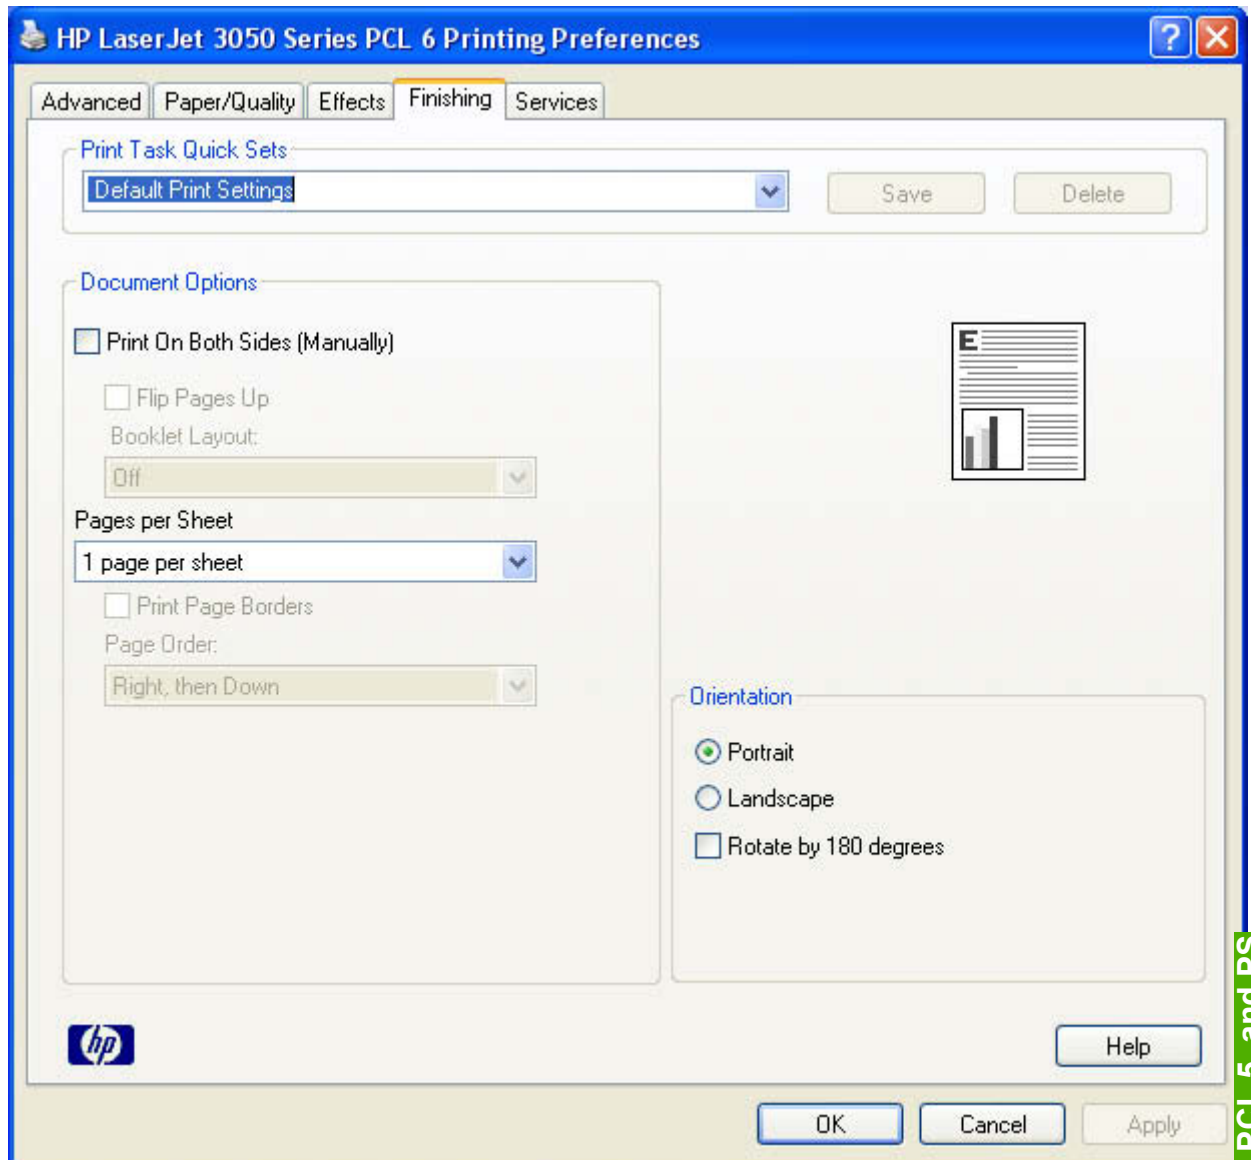 HP LaserJet 3050 Series PCL 6 Printing Preferences
?
Advanced Paper/Quality Effects Finishing Services
Print Task Quick Sets
Default Print Settings
Save Delete
Document Options
Print On Both Sides (Manually)
Flip Pages Up
Booklet Layout:
Off
Pages per Sheet
1 page per sheet
Print Page Borders
Page Order:
Right, then Down
E
Orientation
Portrait
Landscape
Rotate by 180 degrees
hp
Help
OK Cancel Apply
PCL 5, and PS